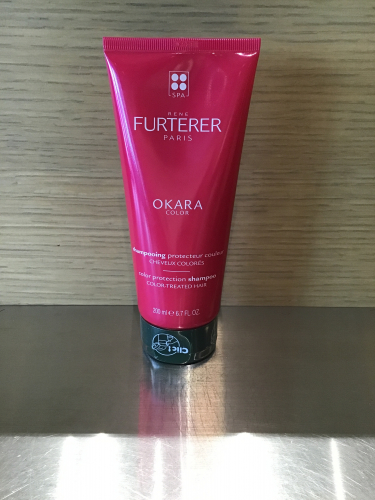 SPA
RENE
FURTERER
PARIS
OKARA
COLOR
shampooing protecteur couleur
CHEVEUX COLORÉS
color protection shampoo
COLOR-TREATED HAIR
200 ml e 6.7 FL. OZ.